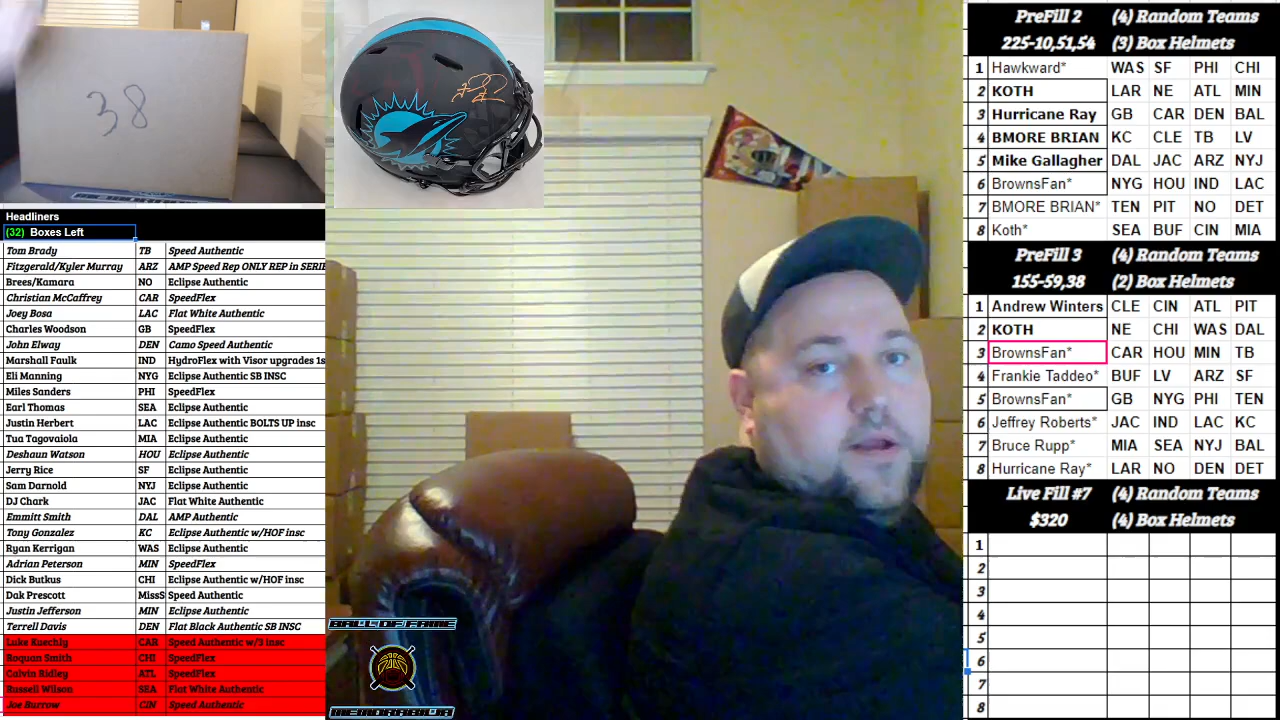 38
Headliners
(32) Boxes Left
Tom Brady TB Speed Authentic
Fitzgerald/Kyler Murray ARZ AMP Speed Rep ONLY REP in SERIE
Brees/Kamara NO Eclipse Authentic
Christian McCaffrey CAR SpeedFlex
Joey Bosa LAC Flat White Authentic
Charles Woodson GB SpeedFlex
John Elway DEN Camo Speed Authentic
Marshall Faulk IND HydroFlex with Visor upgrades 1s
Eli Manning NYG Eclipse Authentic SB INSC
Miles Sanders PHI SpeedFlex
Earl Thomas SEA Eclipse Authentic
Justin Herbert LAC Eclipse Authentic BOLTS UP insc
Tua Tagovaiola MIA Eclipse Authentic
Deshaun Watson HOU Eclipse Authentic
Jerry Rice SF Eclipse Authentic
Sam Darnold NYJ Eclipse Authentic
DJ Chark JAC Flat White Authentic
Emmitt Smith DAL AMP Authentic
Tony Gonzalez KC Eclipse Authentic w/HOF insc
Ryan Kerrigan WAS Eclipse Authentic
Adrian Peterson MIN SpeedFlex
Dick Butkus CHI Eclipse Authentic w/HOF insc
Dak Prescott MissS Speed Authentic
Justin Jefferson MIN Eclipse Authentic
Terrell Davis DEN Flat Black Authentic SB INSC
Luke Kuechly CAR Speed Authentic w/3 insc
Roquan Smith CHI SpeedFlex
Calvin Ridley ATL SpeedFlex
Russell Wilson SEA Flat White Authentic
Joe Burrow CIN Speed Authentic
BALL OF FAME
MEMORABILIA
PreFill 2 (4) Random Teams
225-10,51,54 (3) Box Helmets
1 Hawkward* WAS SF PHI CHI
2 KOTH LAR NE ATL MIN
3 Hurricane Ray GB CAR DEN BAL
4 BMORE BRIAN KC CLE TB LV
5 Mike Gallagher DAL JAC ARZ NYJ
6 BrownsFan* NYG HOU IND LAC
7 BMORE BRIAN* TEN PIT NO DET
8 Koth* SEA BUF CIN MIA
PreFill 3 (4) Random Teams
155-59,38 (2) Box Helmets
1 Andrew Winters CLE CIN ATL PIT
2 KOTH NE CHI WAS DAL
3 BrownsFan* CAR HOU MIN TB
4 Frankie Taddeo* BUF LV ARZ SF
5 BrownsFan* GB NYG PHI TEN
6 Jeffrey Roberts* JAC IND LAC KC
7 Bruce Rupp* MIA SEA NYJ BAL
8 Hurricane Ray* LAR NO DEN DET
Live Fill #7 (4) Random Teams
$320 (4) Box Helmets
1
2
3
4
5
6
7
8